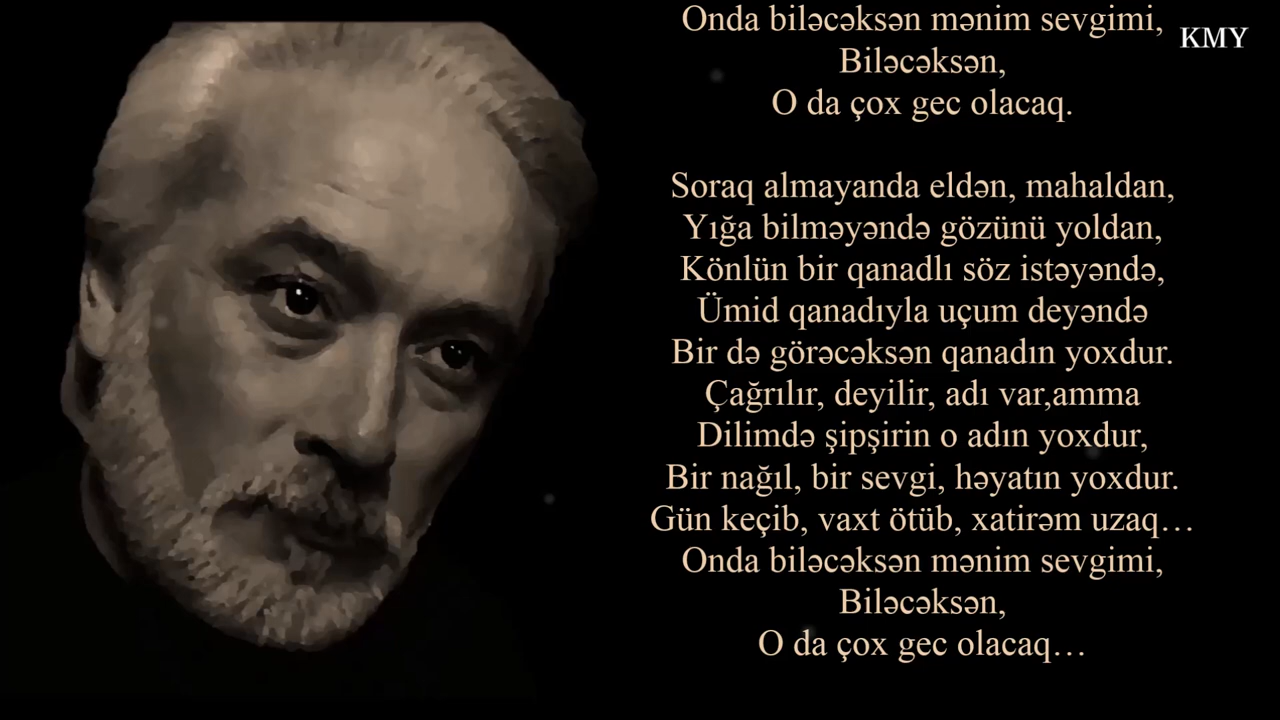 Onda biləcəksən mənim sevgimi,
KMY
Biləcəksən,
O da çox gec olacaq.
Soraq almayanda eldən, mahaldan,
Yığa bilməyəndə gözünü yoldan,
Könlün bir qanadlı söz istəyəndə,
Ümid qanadıyla uçum deyəndə
Bir də görəcəksən qanadın yoxdur.
Çağrılır, deyilir, adı var,amma
Dilimdə şipşirin o adın yoxdur,
Bir nağıl, bir sevgi, həyatın yoxdur.
Gün keçib, vaxt ötüb, xatirəm uzaq…
Onda biləcəksən mənim sevgimi,
Biləcəksən,
O da çox gec olacaq…